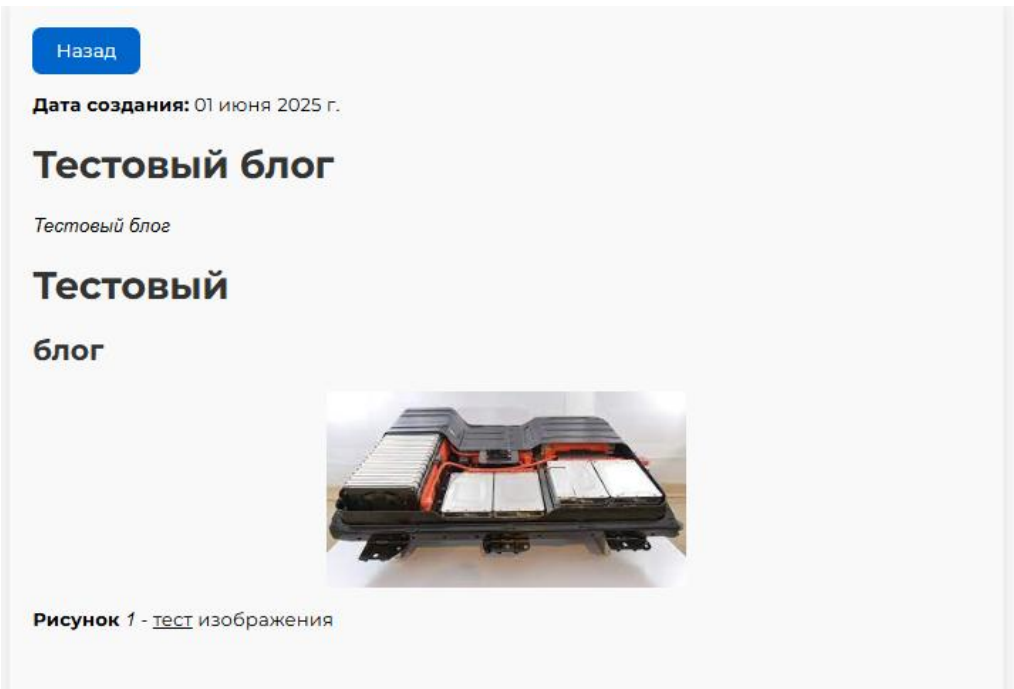 Назад
Дата создания: 01 июня 2025 г.
Тестовый блог
Тестовый блог
Тестовый
блог
Рисунок 1 - тест изображения